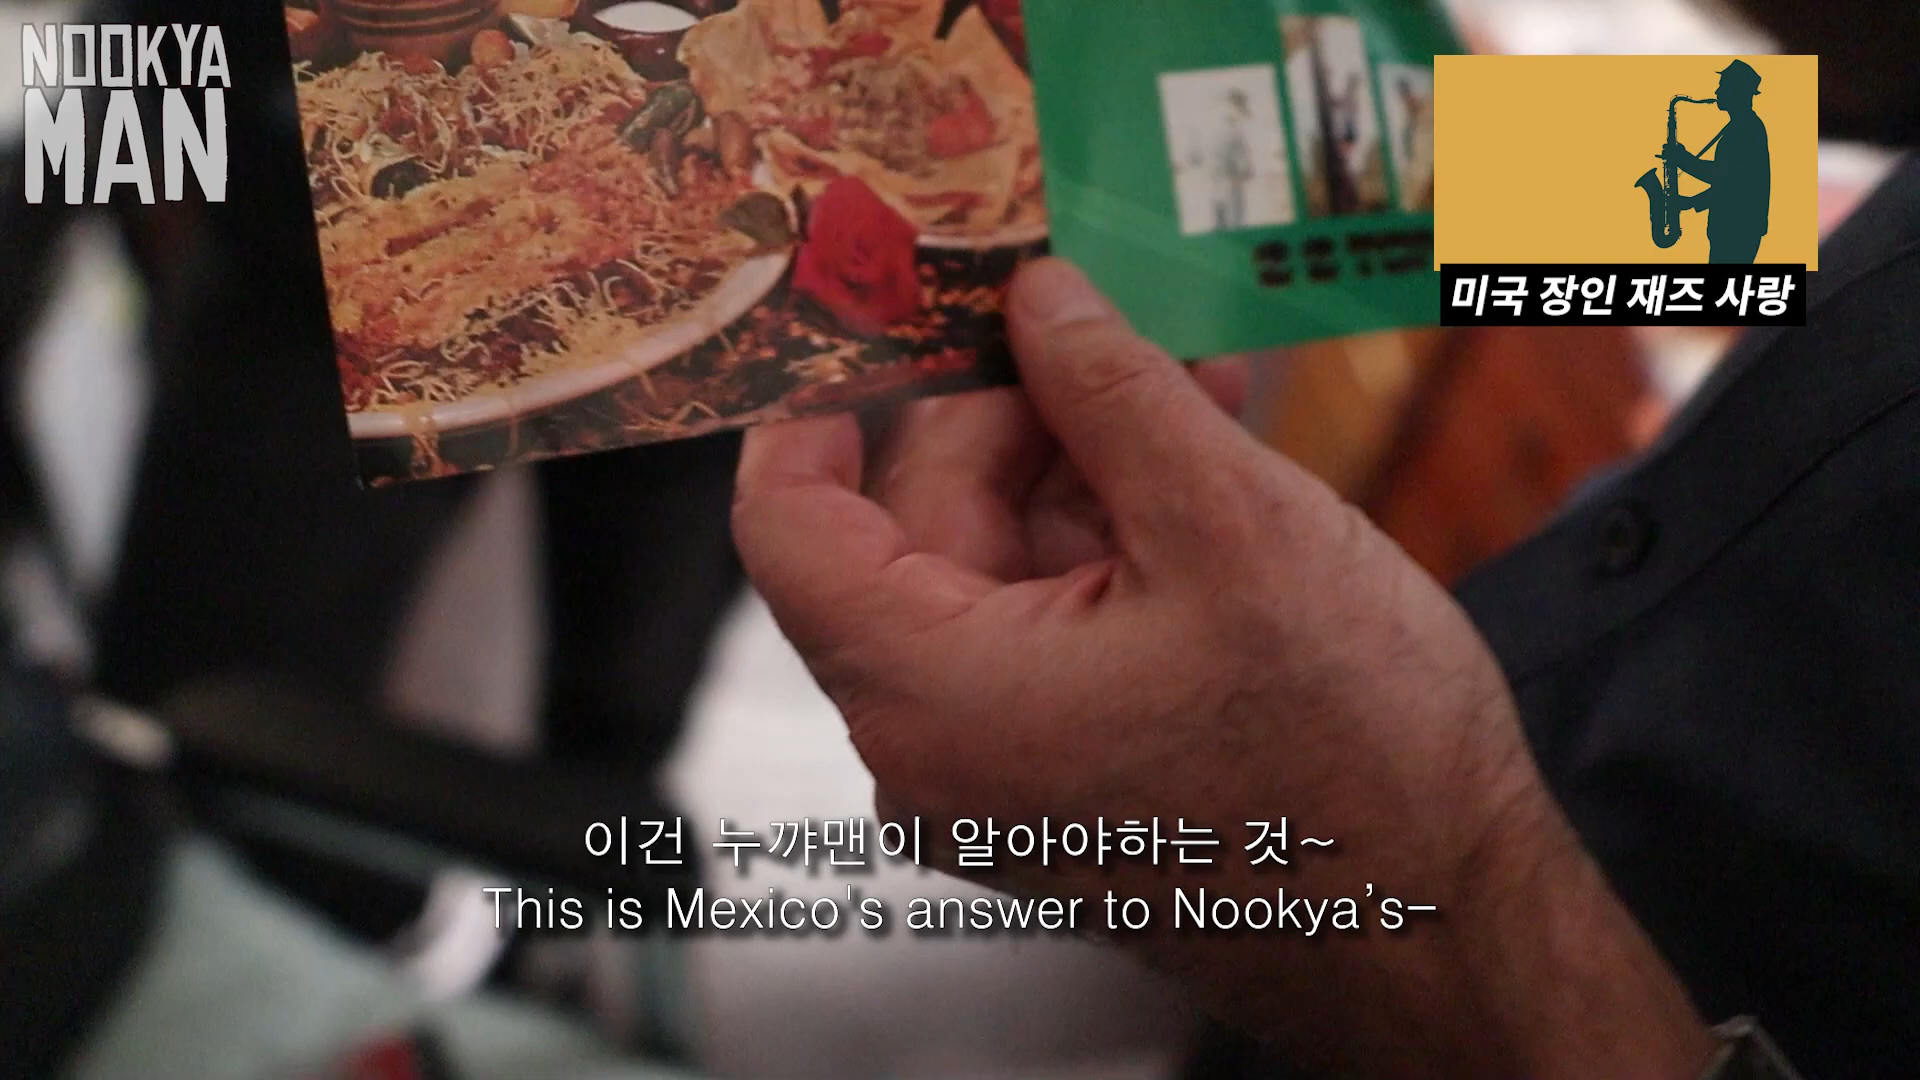 NOOKYA
MAN
미국 장인 재즈 사랑
이건 누꺄맨이 알아야하는 것~
This is Mexico's answer to Nookya’s–